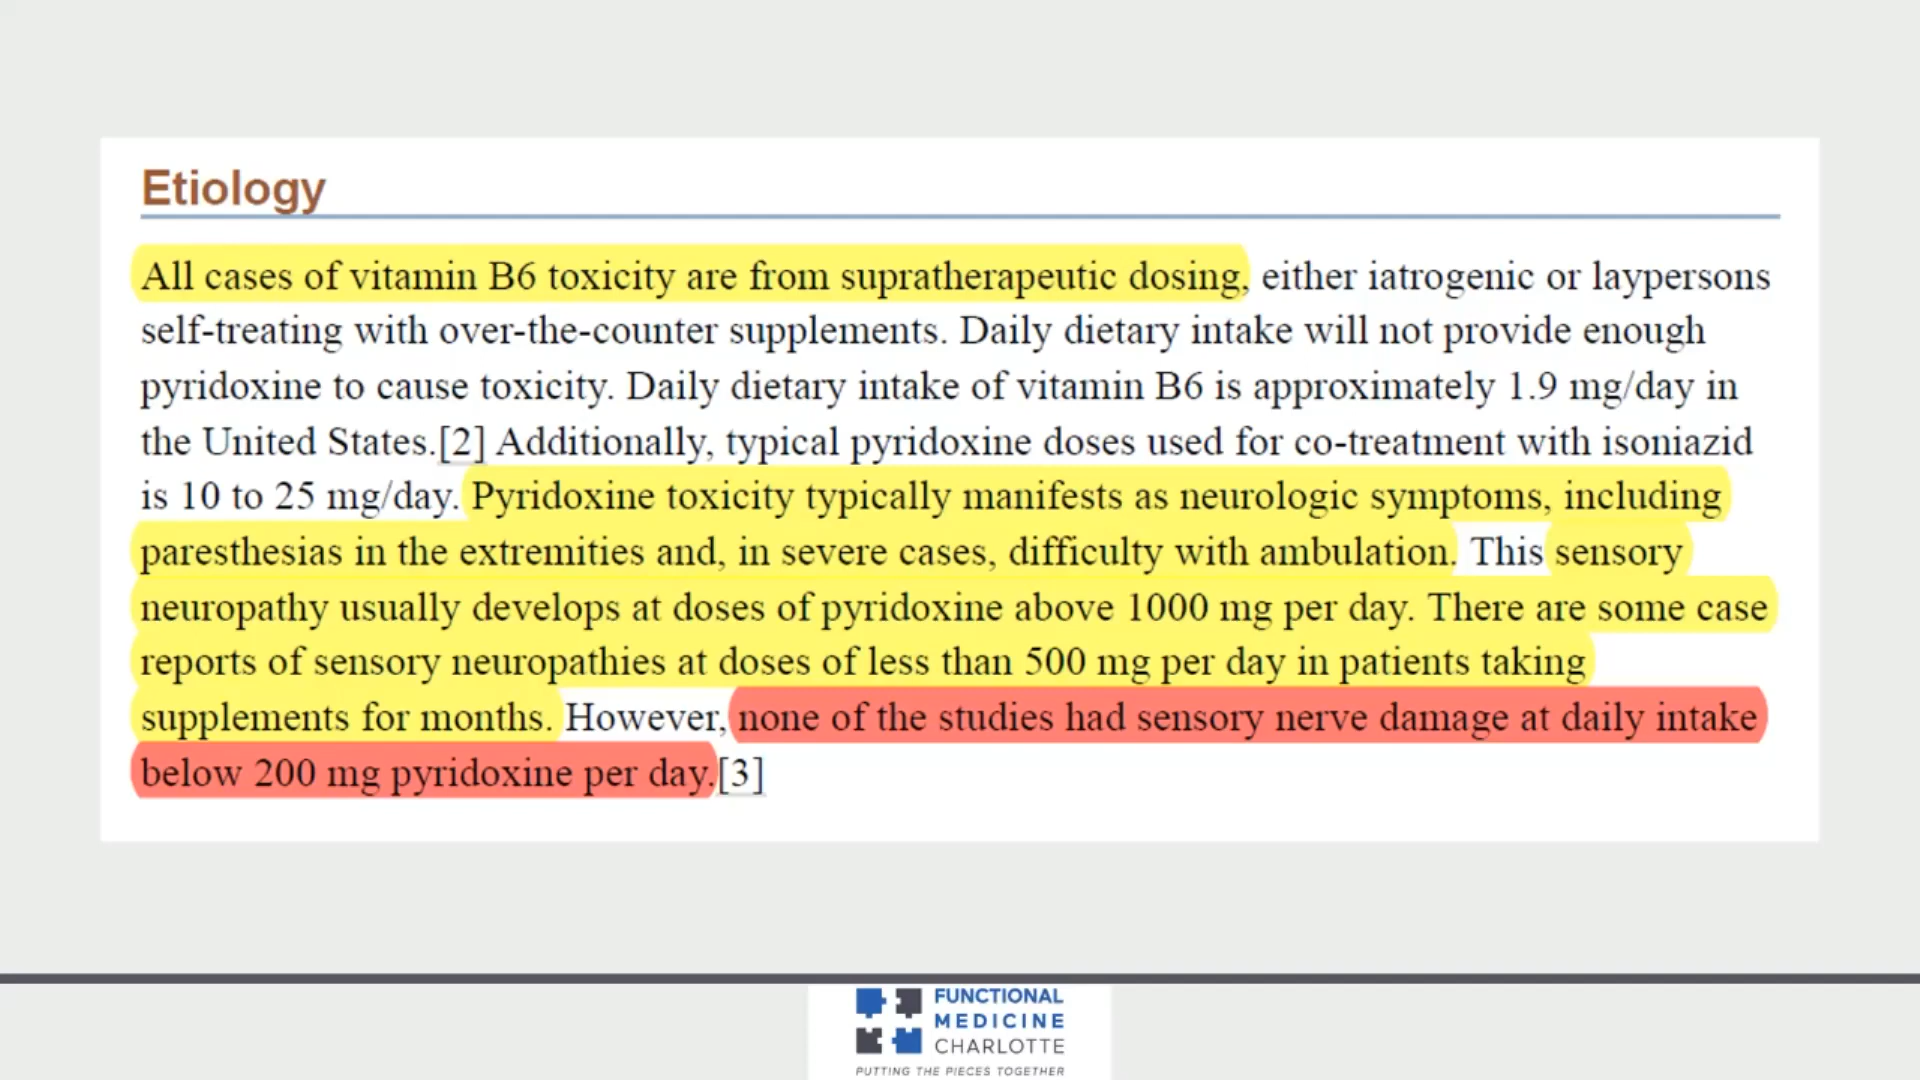 Etiology
All cases of vitamin B6 toxicity are from supratherapeutic dosing, either iatrogenic or laypersons
self-treating with over-the-counter supplements. Daily dietary intake will not provide enough
pyridoxine to cause toxicity. Daily dietary intake of vitamin B6 is approximately 1.9 mg/day in
the United States.[2] Additionally, typical pyridoxine doses used for co-treatment with isoniazid
is 10 to 25 mg/day. Pyridoxine toxicity typically manifests as neurologic symptoms, including
paresthesias in the extremities and, in severe cases, difficulty with ambulation. This sensory
neuropathy usually develops at doses of pyridoxine above 1000 mg per day. There are some case
reports of sensory neuropathies at doses of less than 500 mg per day in patients taking
supplements for months. However, none of the studies had sensory nerve damage at daily intake
below 200 mg pyridoxine per day.[3]
FUNCTIONAL
MEDICINE
CHARLOTTE
PUTTING THE PIECES TOGETHER